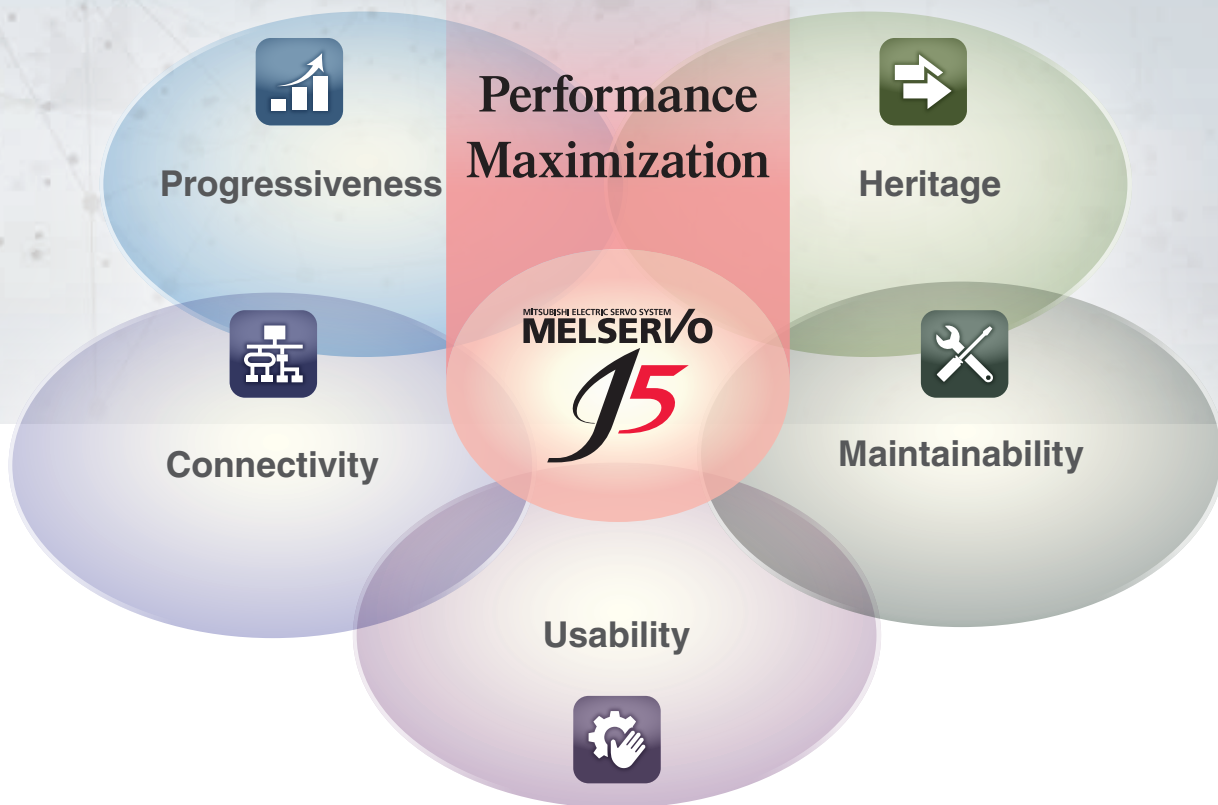 Performance
Maximization
Progressiveness
Heritage
MITSUBISHI ELECTRIC SERVO SYSTEM
MELSERVO
J5
Connectivity
Maintainability
Usability